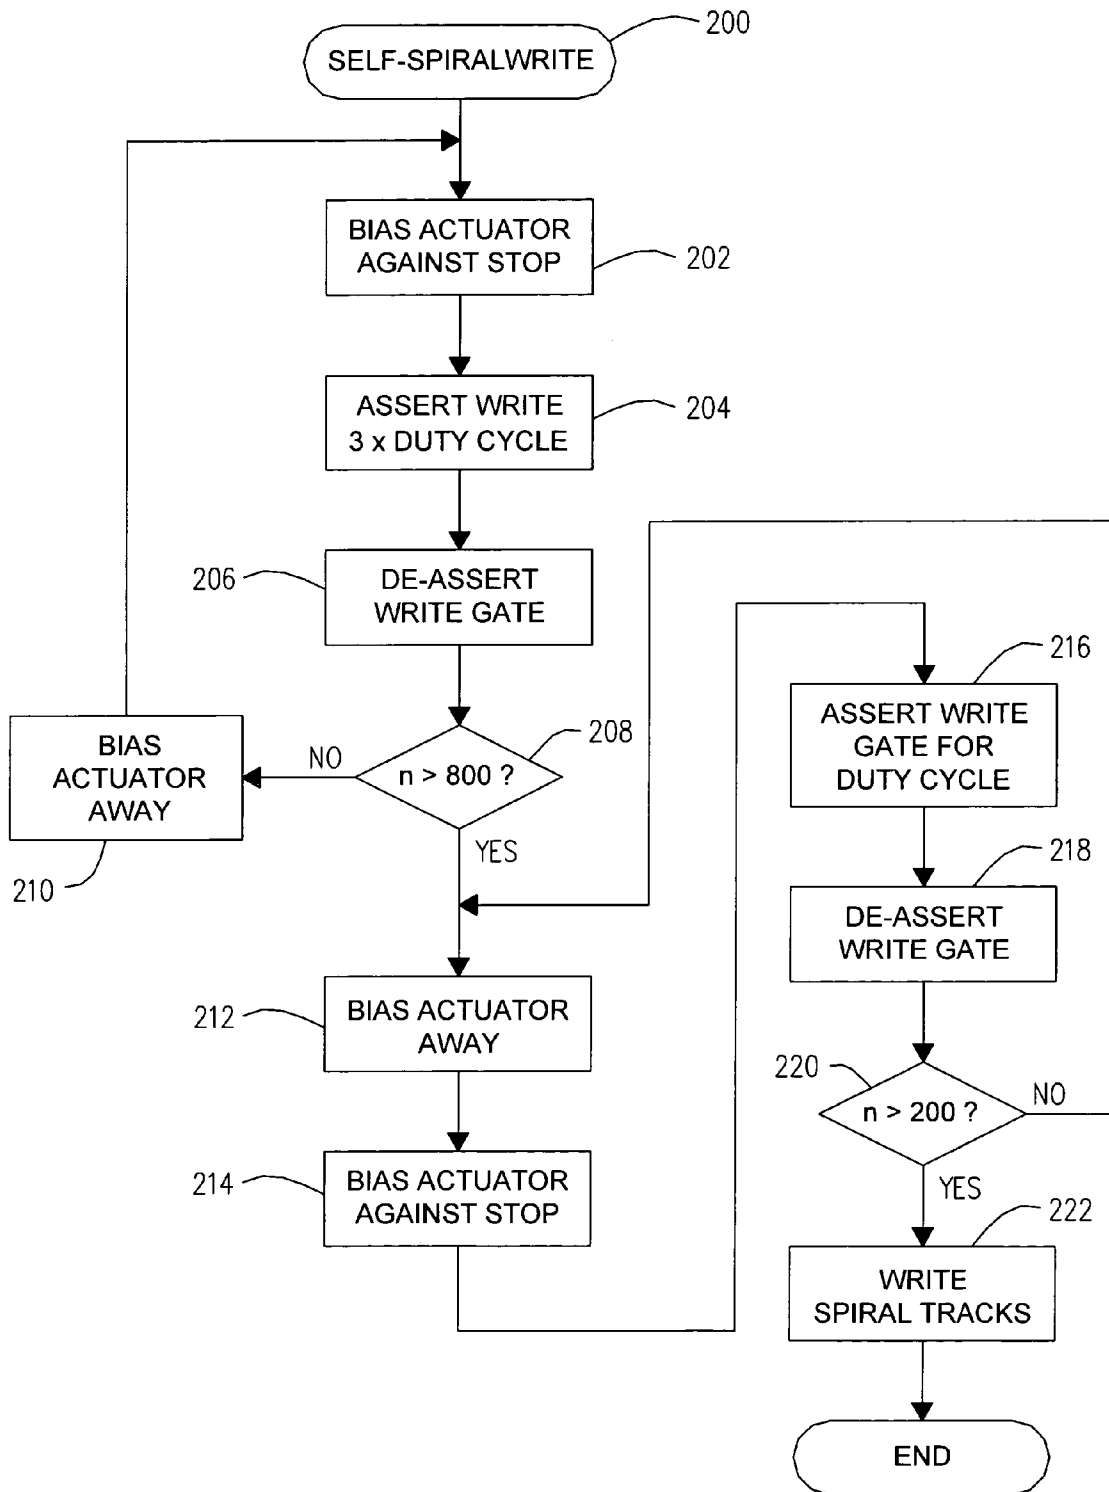 200
SELF-SPIRALWRITE
BIAS ACTUATOR
AGAINST STOP
202
ASSERT WRITE
3 x DUTY CYCLE
204
206
DE-ASSERT
WRITE GATE
208
n > 800 ?
NO
YES
BIAS
ACTUATOR
AWAY
210
212
BIAS ACTUATOR
AWAY
214
BIAS ACTUATOR
AGAINST STOP
216
ASSERT WRITE
GATE FOR
DUTY CYCLE
218
DE-ASSERT
WRITE GATE
220
n > 200 ?
NO
YES
222
WRITE
SPIRAL TRACKS
END